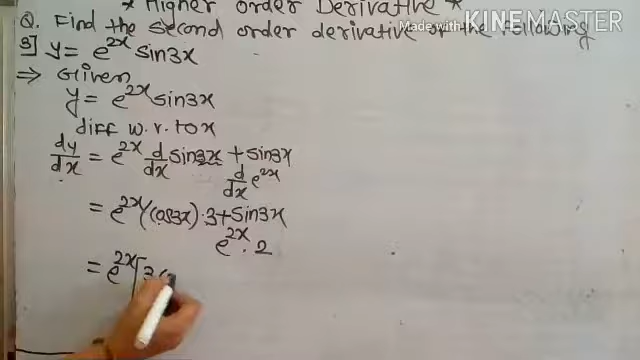 * Higher order Derivative *
Made with KINEMASTER
Q. Find the second order derivative of the following
3] y = e^2x sin3x
⇒ Given
y = e^2x sin3x
diff w.r.to x
dy/dx = e^2x d/dx sin3x + sin3x
d/dx e^2x
= e^2x (cos3x) . 3 + sin3x
e^2x . 2
= e^2x [3